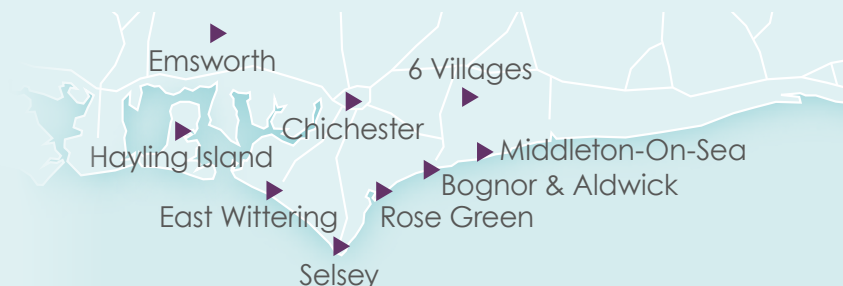 Emsworth
6 Villages
Chichester
Hayling Island
Middleton-On-Sea
Bognor & Aldwick
East Wittering
Rose Green
Selsey